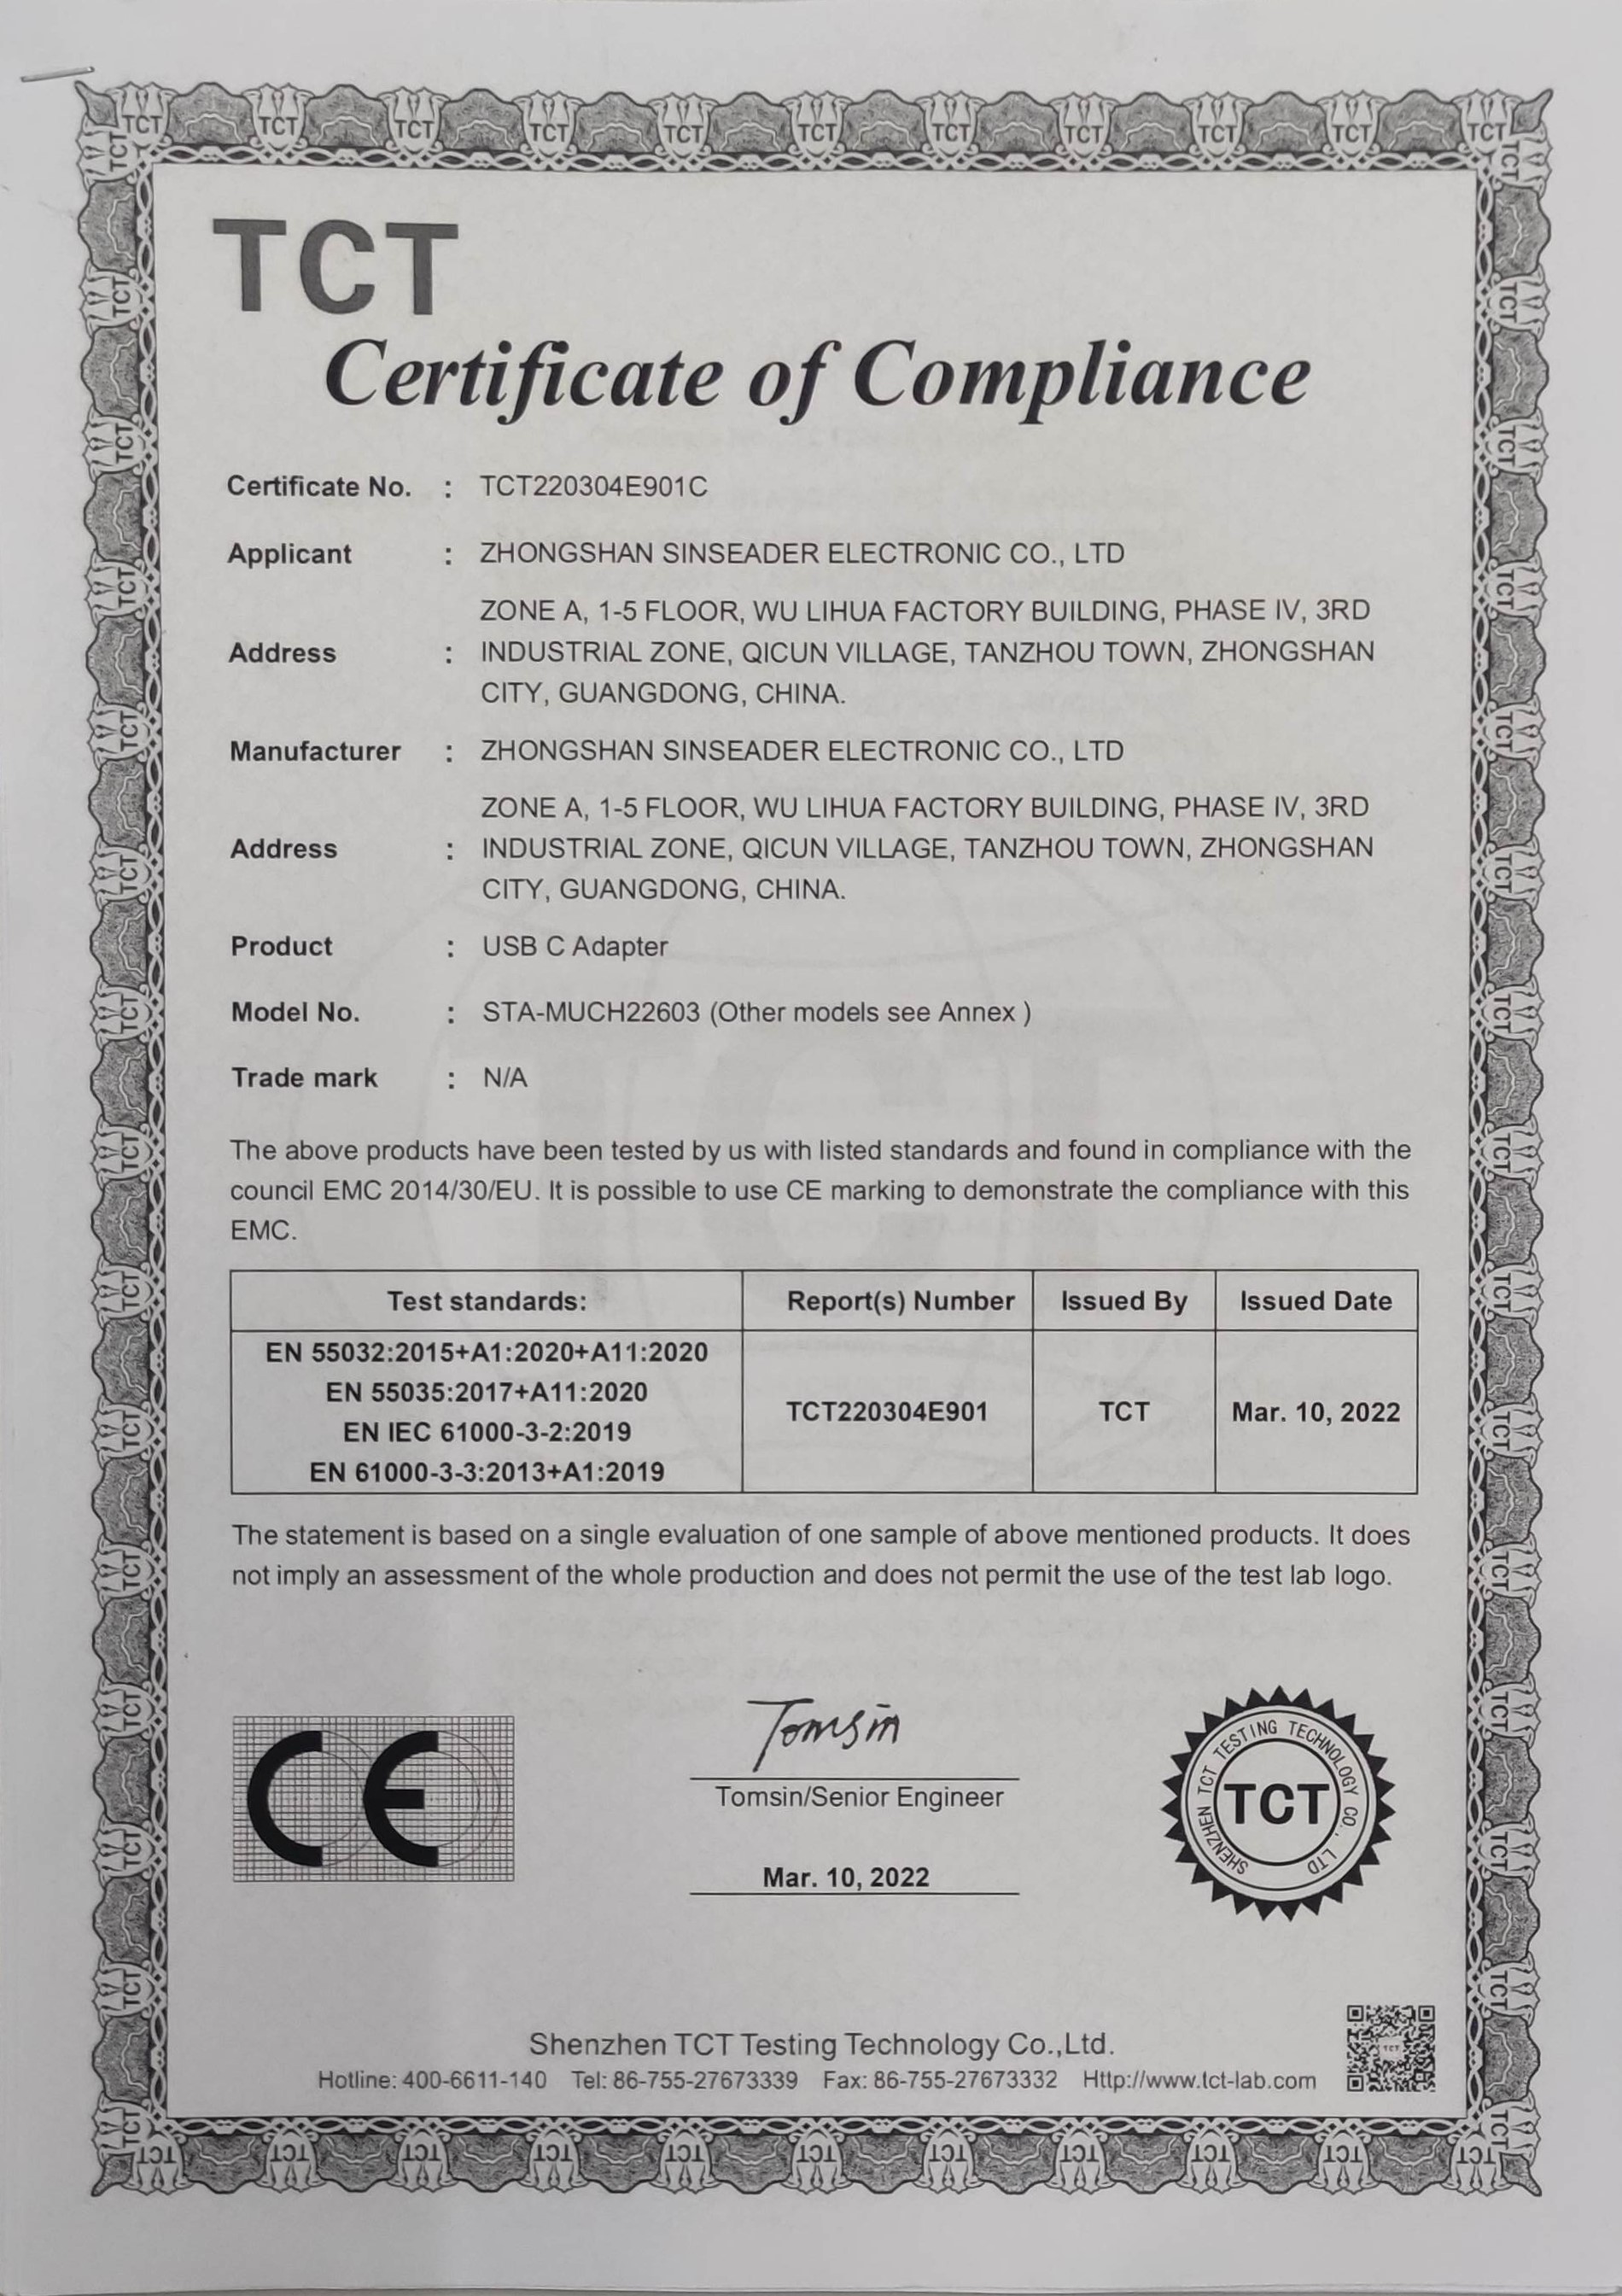 TCT
Certificate of Compliance
Certificate No. : TCT220304E901C
Applicant : ZHONGSHAN SINSEADER ELECTRONIC CO., LTD
ZONE A, 1-5 FLOOR, WU LIHUA FACTORY BUILDING, PHASE IV, 3RD
Address : INDUSTRIAL ZONE, QICUN VILLAGE, TANZHOU TOWN, ZHONGSHAN
CITY, GUANGDONG, CHINA.
Manufacturer : ZHONGSHAN SINSEADER ELECTRONIC CO., LTD
ZONE A, 1-5 FLOOR, WU LIHUA FACTORY BUILDING, PHASE IV, 3RD
Address : INDUSTRIAL ZONE, QICUN VILLAGE, TANZHOU TOWN, ZHONGSHAN
CITY, GUANGDONG, CHINA.
Product : USB C Adapter
Model No. : STA-MUCH22603 (Other models see Annex )
Trade mark : N/A
The above products have been tested by us with listed standards and found in compliance with the
council EMC 2014/30/EU. It is possible to use CE marking to demonstrate the compliance with this
EMC.
Test standards: Report(s) Number Issued By Issued Date
EN 55032:2015+A1:2020+A11:2020
EN 55035:2017+A11:2020
EN IEC 61000-3-2:2019
EN 61000-3-3:2013+A1:2019
TCT220304E901 TCT Mar. 10, 2022
The statement is based on a single evaluation of one sample of above mentioned products. It does
not imply an assessment of the whole production and does not permit the use of the test lab logo.
CE
Tomsin
Tomsin/Senior Engineer
Mar. 10, 2022
SHENZHEN TCT TESTING TECHNOLOGY CO., LTD
TCT
Shenzhen TCT Testing Technology Co.,Ltd.
Hotline: 400-6611-140 Tel: 86-755-27673339 Fax: 86-755-27673332 Http://www.tct-lab.com